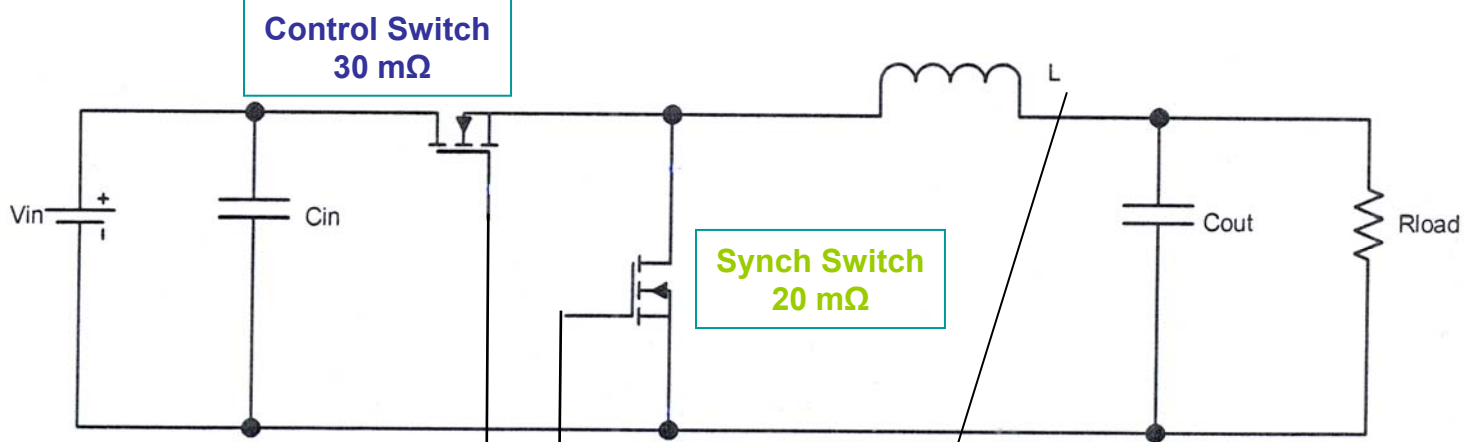 Control Switch
30 mΩ
L
Vin
+
-
Cin
Synch Switch
20 mΩ
Cout
Rload